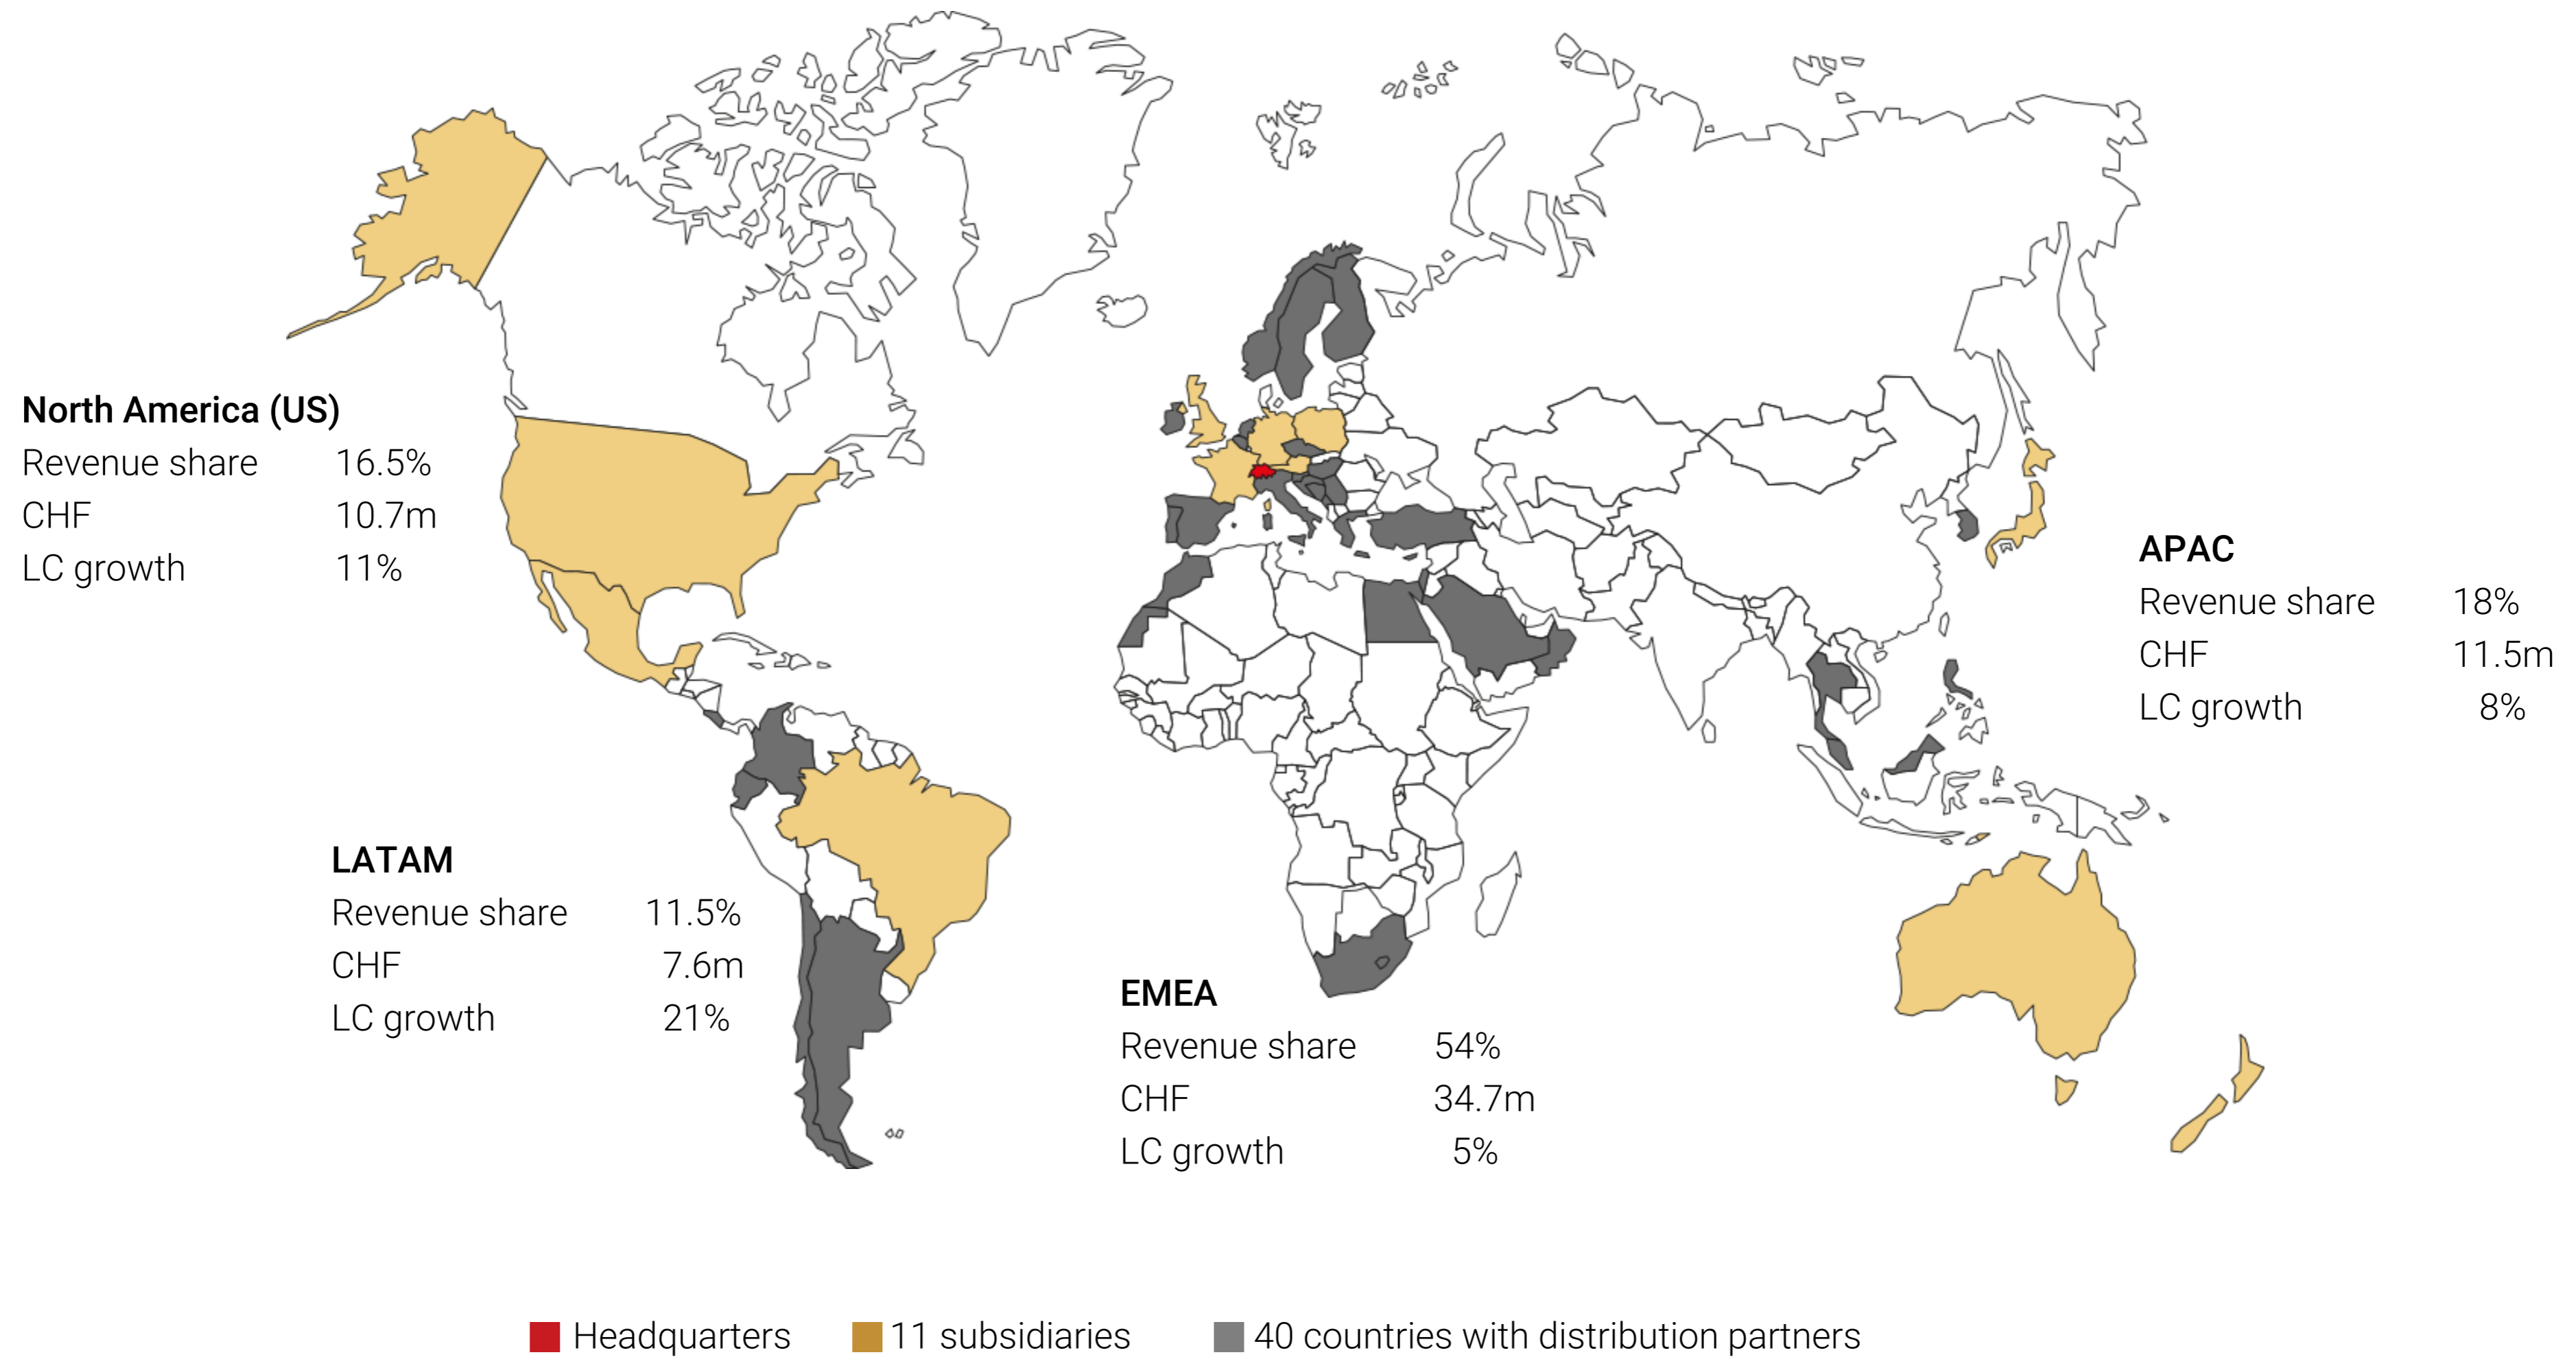 North America (US)
Revenue share 16.5%
CHF 10.7m
LC growth 11%
APAC
Revenue share 18%
CHF 11.5m
LC growth 8%
LATAM
Revenue share 11.5%
CHF 7.6m
LC growth 21%
EMEA
Revenue share 54%
CHF 34.7m
LC growth 5%
Headquarters 11 subsidiaries 40 countries with distribution partners